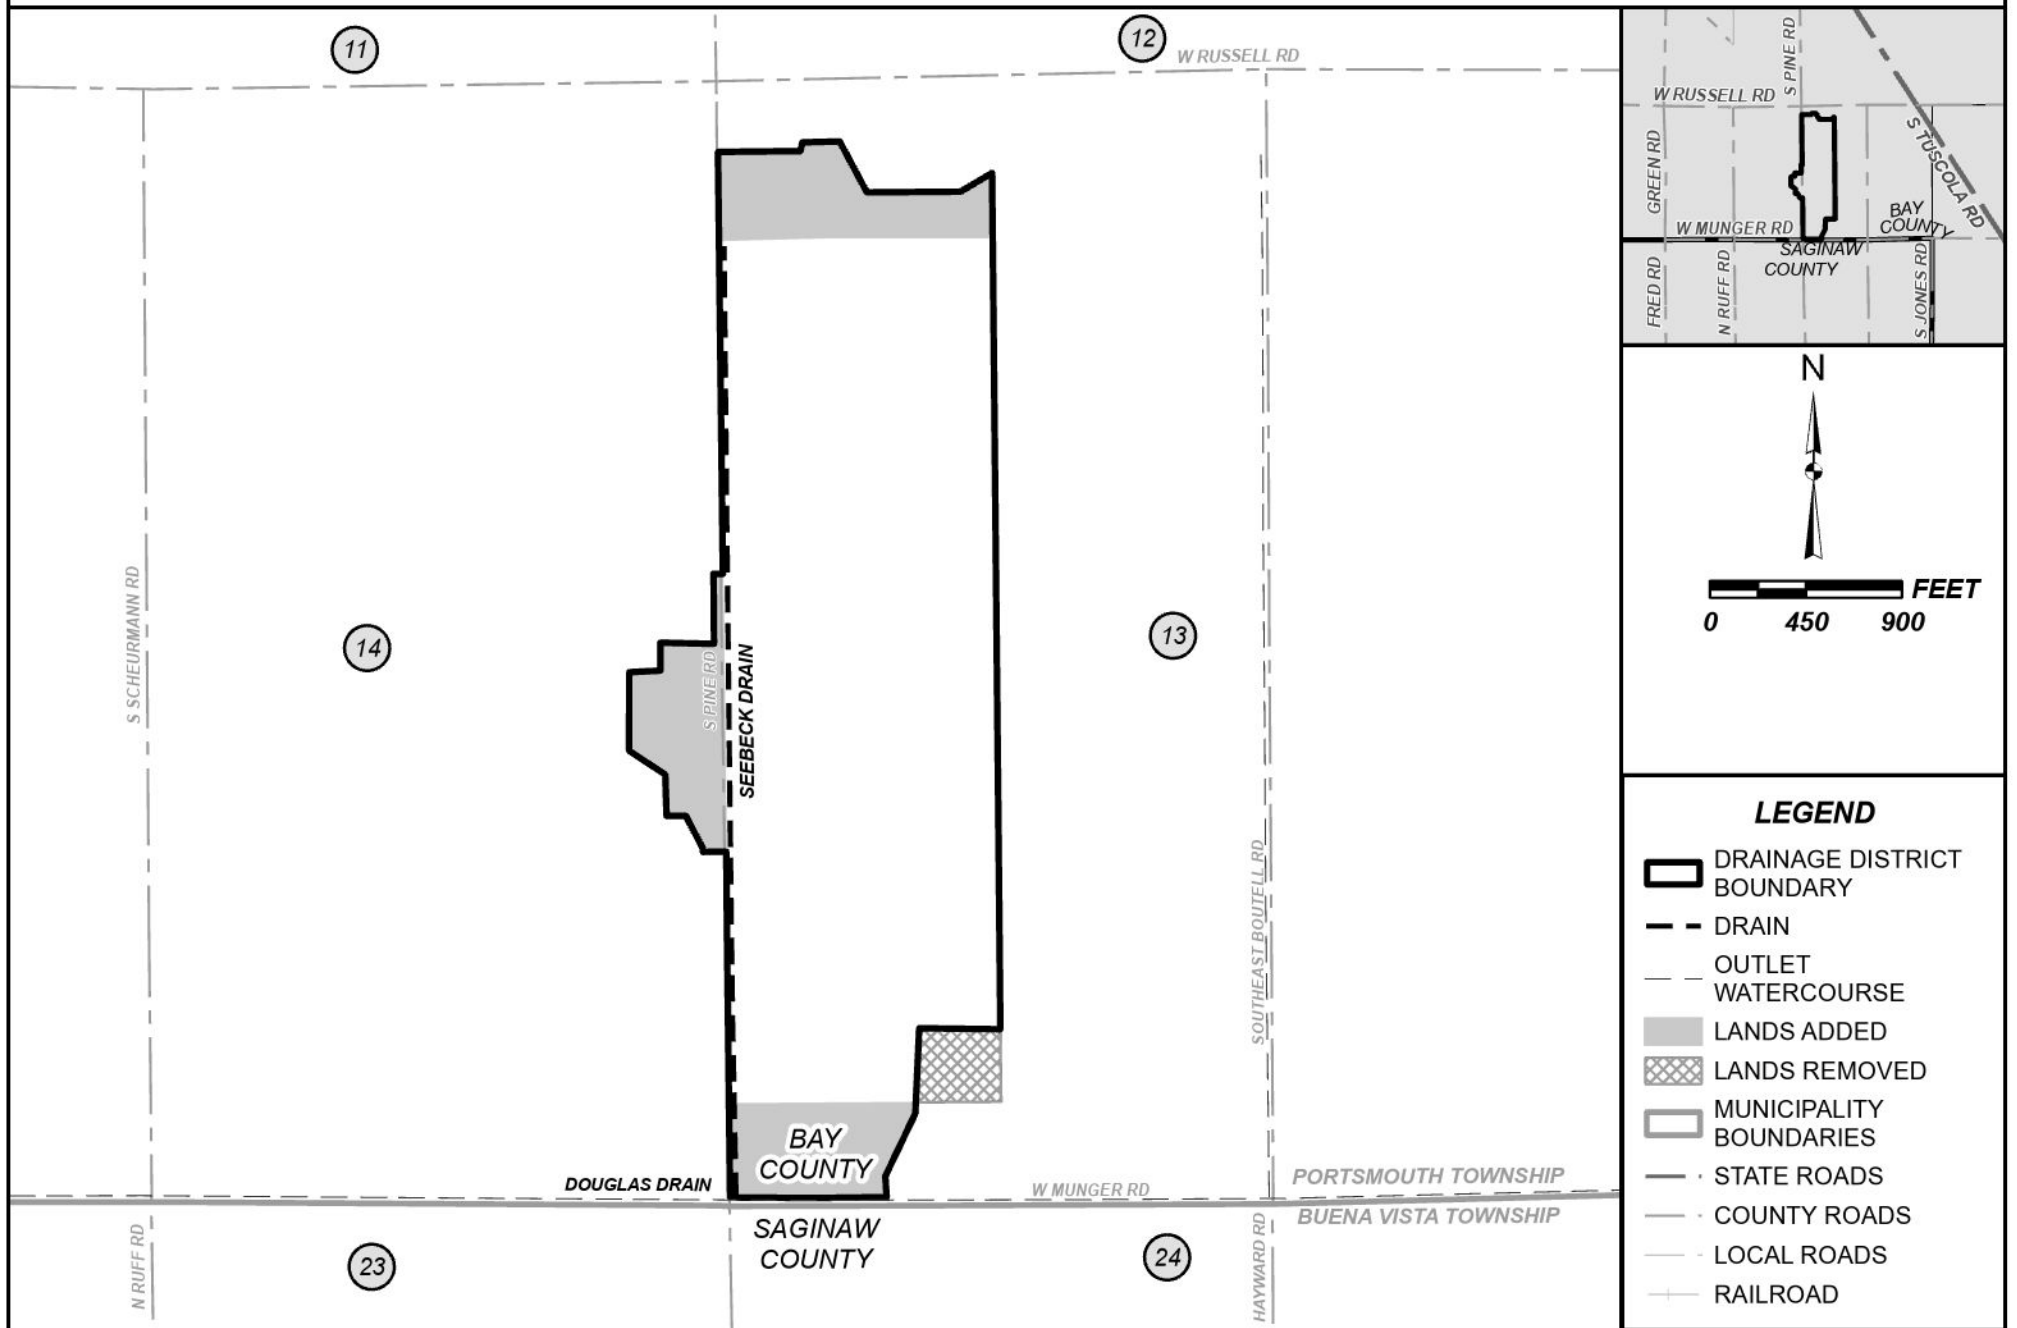 11
12
W RUSSELL RD
S SCHEURMANN RD
14
S PINE RD
SEEBECK DRAIN
13
SOUTHEAST BOUTELL RD
BAY
COUNTY
DOUGLAS DRAIN
W MUNGER RD
PORTSMOUTH TOWNSHIP
BUENA VISTA TOWNSHIP
SAGINAW
COUNTY
N RUFF RD
23
24
HAYWARD RD
S PINE RD
W RUSSELL RD
GREEN RD
S TUSCOLA RD
W MUNGER RD
BAY
COUNTY
SAGINAW
COUNTY
FRED RD
N RUFF RD
S JONES RD
N
FEET
0 450 900
LEGEND
DRAINAGE DISTRICT
BOUNDARY
DRAIN
OUTLET
WATERCOURSE
LANDS ADDED
LANDS REMOVED
MUNICIPALITY
BOUNDARIES
STATE ROADS
COUNTY ROADS
LOCAL ROADS
RAILROAD